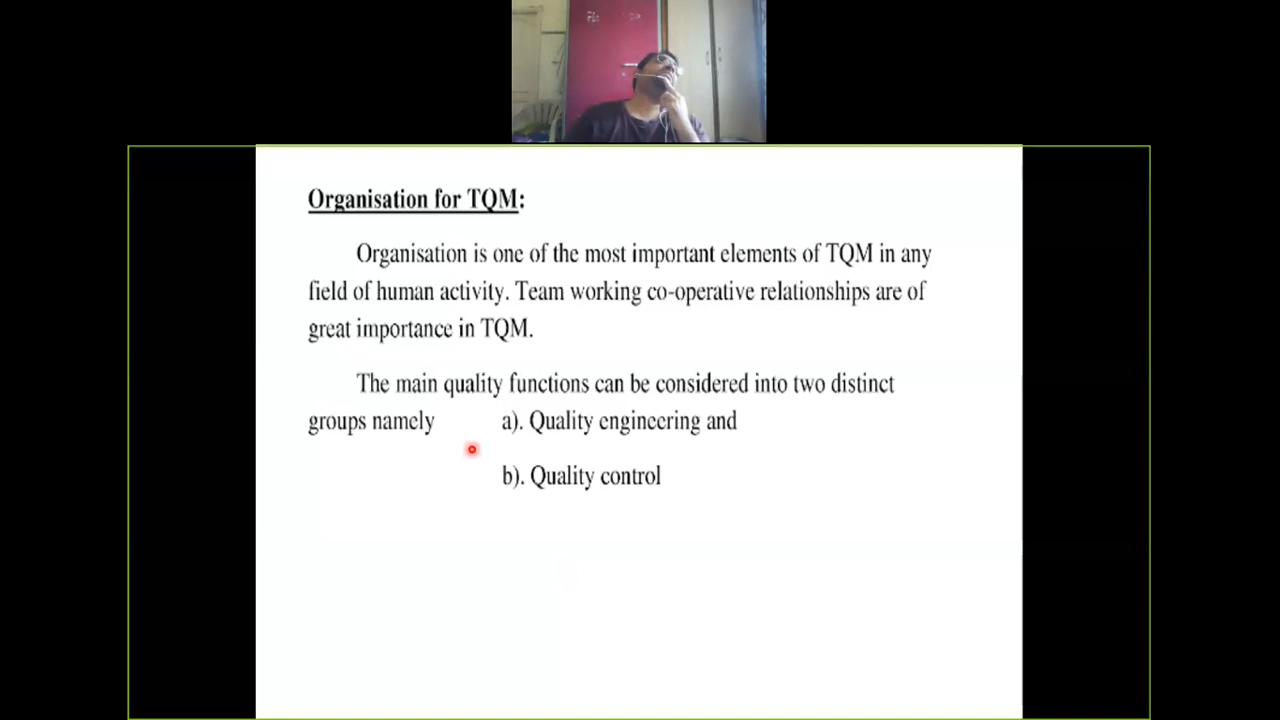 Organisation for TQM:
Organisation is one of the most important elements of TQM in any
field of human activity. Team working co-operative relationships are of
great importance in TQM.
The main quality functions can be considered into two distinct
groups namely a). Quality engineering and
b). Quality control